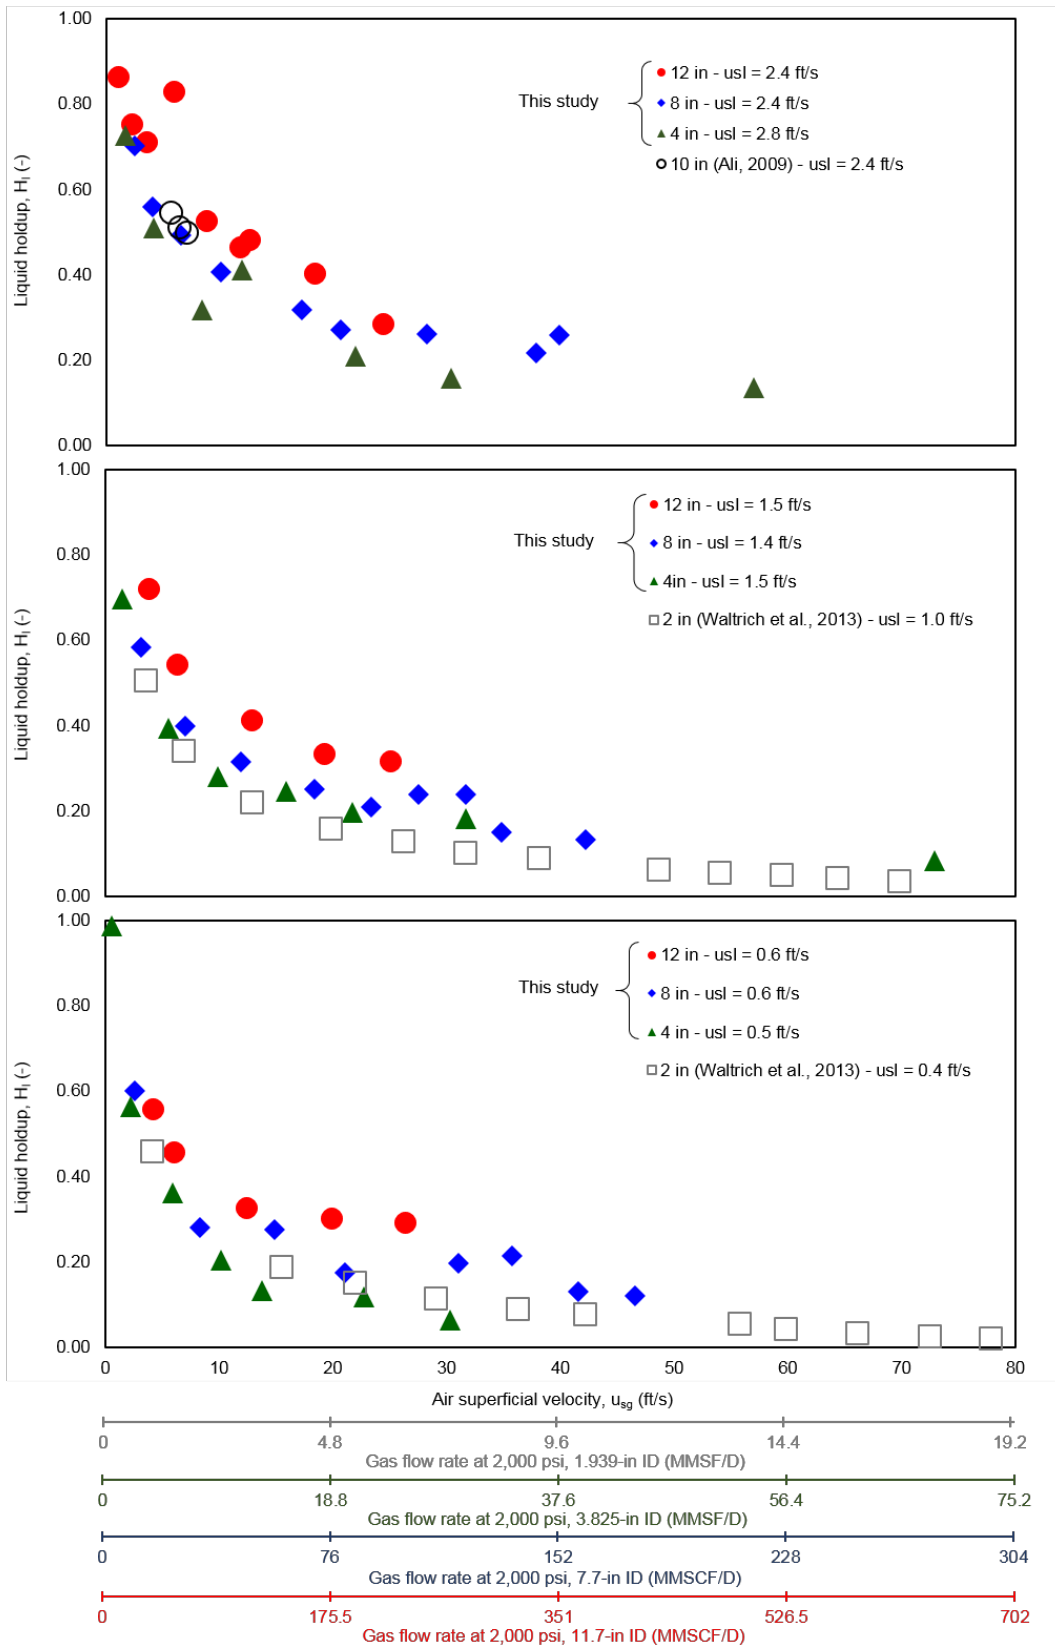 1.00
0.80
0.60
0.40
0.20
0.00
Liquid holdup, Hl (-)
This study
12 in - usl = 2.4 ft/s
8 in - usl = 2.4 ft/s
4 in - usl = 2.8 ft/s
10 in (Ali, 2009) - usl = 2.4 ft/s
1.00
0.80
0.60
0.40
0.20
0.00
Liquid holdup, Hl (-)
This study
12 in - usl = 1.5 ft/s
8 in - usl = 1.4 ft/s
4in - usl = 1.5 ft/s
2 in (Waltrich et al., 2013) - usl = 1.0 ft/s
1.00
0.80
0.60
0.40
0.20
0.00
Liquid holdup, Hl (-)
This study
12 in - usl = 0.6 ft/s
8 in - usl = 0.6 ft/s
4 in - usl = 0.5 ft/s
2 in (Waltrich et al., 2013) - usl = 0.4 ft/s
0 10 20 30 40 50 60 70 80
Air superficial velocity, usg (ft/s)
0 4.8 9.6 14.4 19.2
Gas flow rate at 2,000 psi, 1.939-in ID (MMSF/D)
0 18.8 37.6 56.4 75.2
Gas flow rate at 2,000 psi, 3.825-in ID (MMSF/D)
0 76 152 228 304
Gas flow rate at 2,000 psi, 7.7-in ID (MMSCF/D)
0 175.5 351 526.5 702
Gas flow rate at 2,000 psi, 11.7-in ID (MMSCF/D)